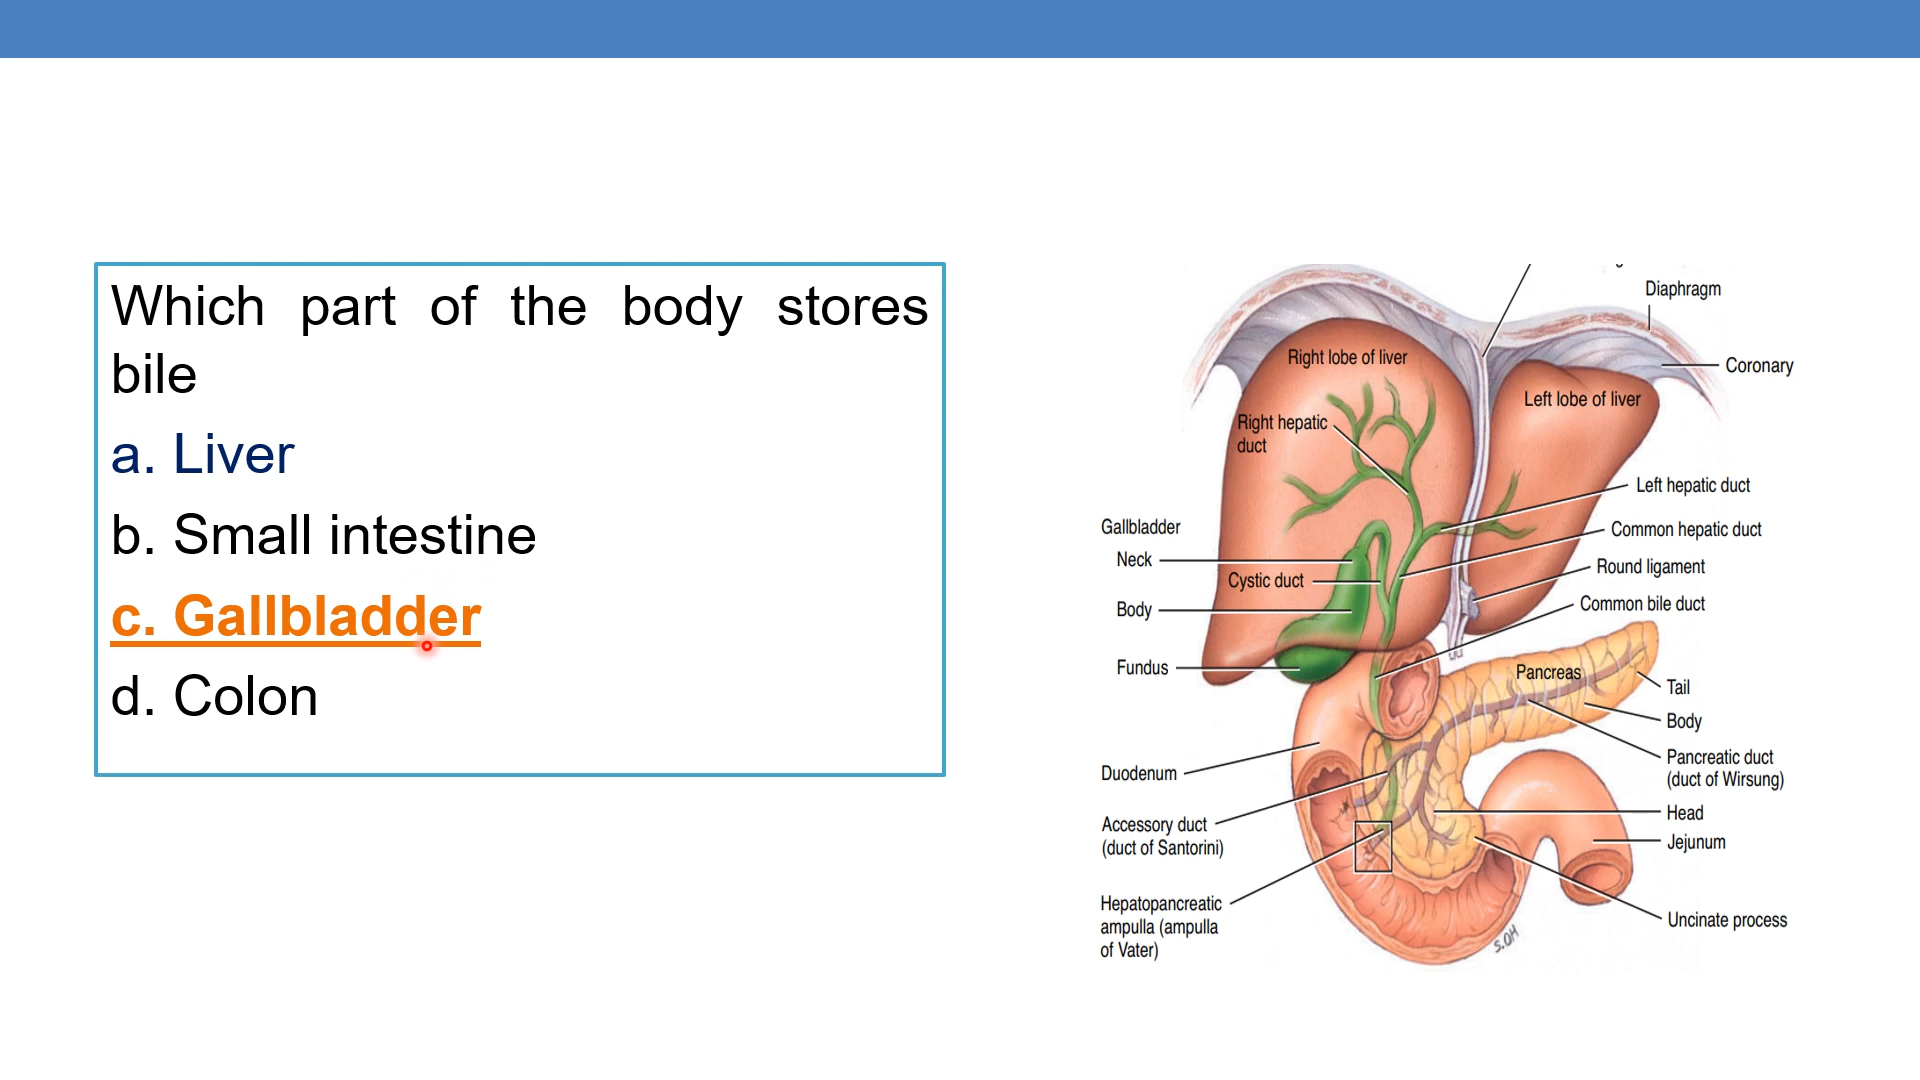 Which part of the body stores
bile
a. Liver
b. Small intestine
c. Gallbladder
d. Colon
Diaphragm
Right lobe of liver
Coronary
Left lobe of liver
Right hepatic
duct
Left hepatic duct
Gallbladder
Common hepatic duct
Neck
Round ligament
Cystic duct
Common bile duct
Body
Fundus
Pancreas
Tail
Body
Pancreatic duct
(duct of Wirsung)
Duodenum
Head
Accessory duct
(duct of Santorini)
Jejunum
Hepatopancreatic
ampulla (ampulla
of Vater)
Uncinate process
S.OH